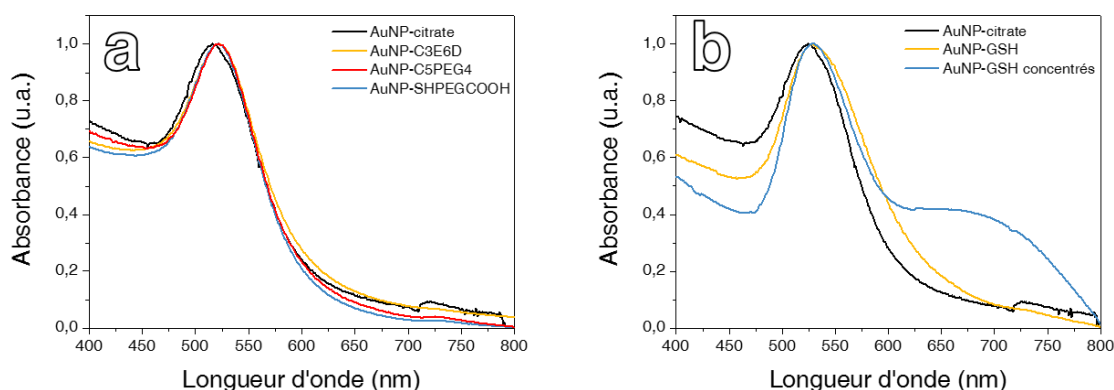 a
AuNP-citrate
AuNP-C3E6D
AuNP-C5PEG4
AuNP-SHPEGCOOH
Absorbance (u.a.)
1,0
0,8
0,6
0,4
0,2
0,0
400 450 500 550 600 650 700 750 800
Longueur d'onde (nm)
b
AuNP-citrate
AuNP-GSH
AuNP-GSH concentrés
Absorbance (u.a.)
1,0
0,8
0,6
0,4
0,2
0,0
400 450 500 550 600 650 700 750 800
Longueur d'onde (nm)